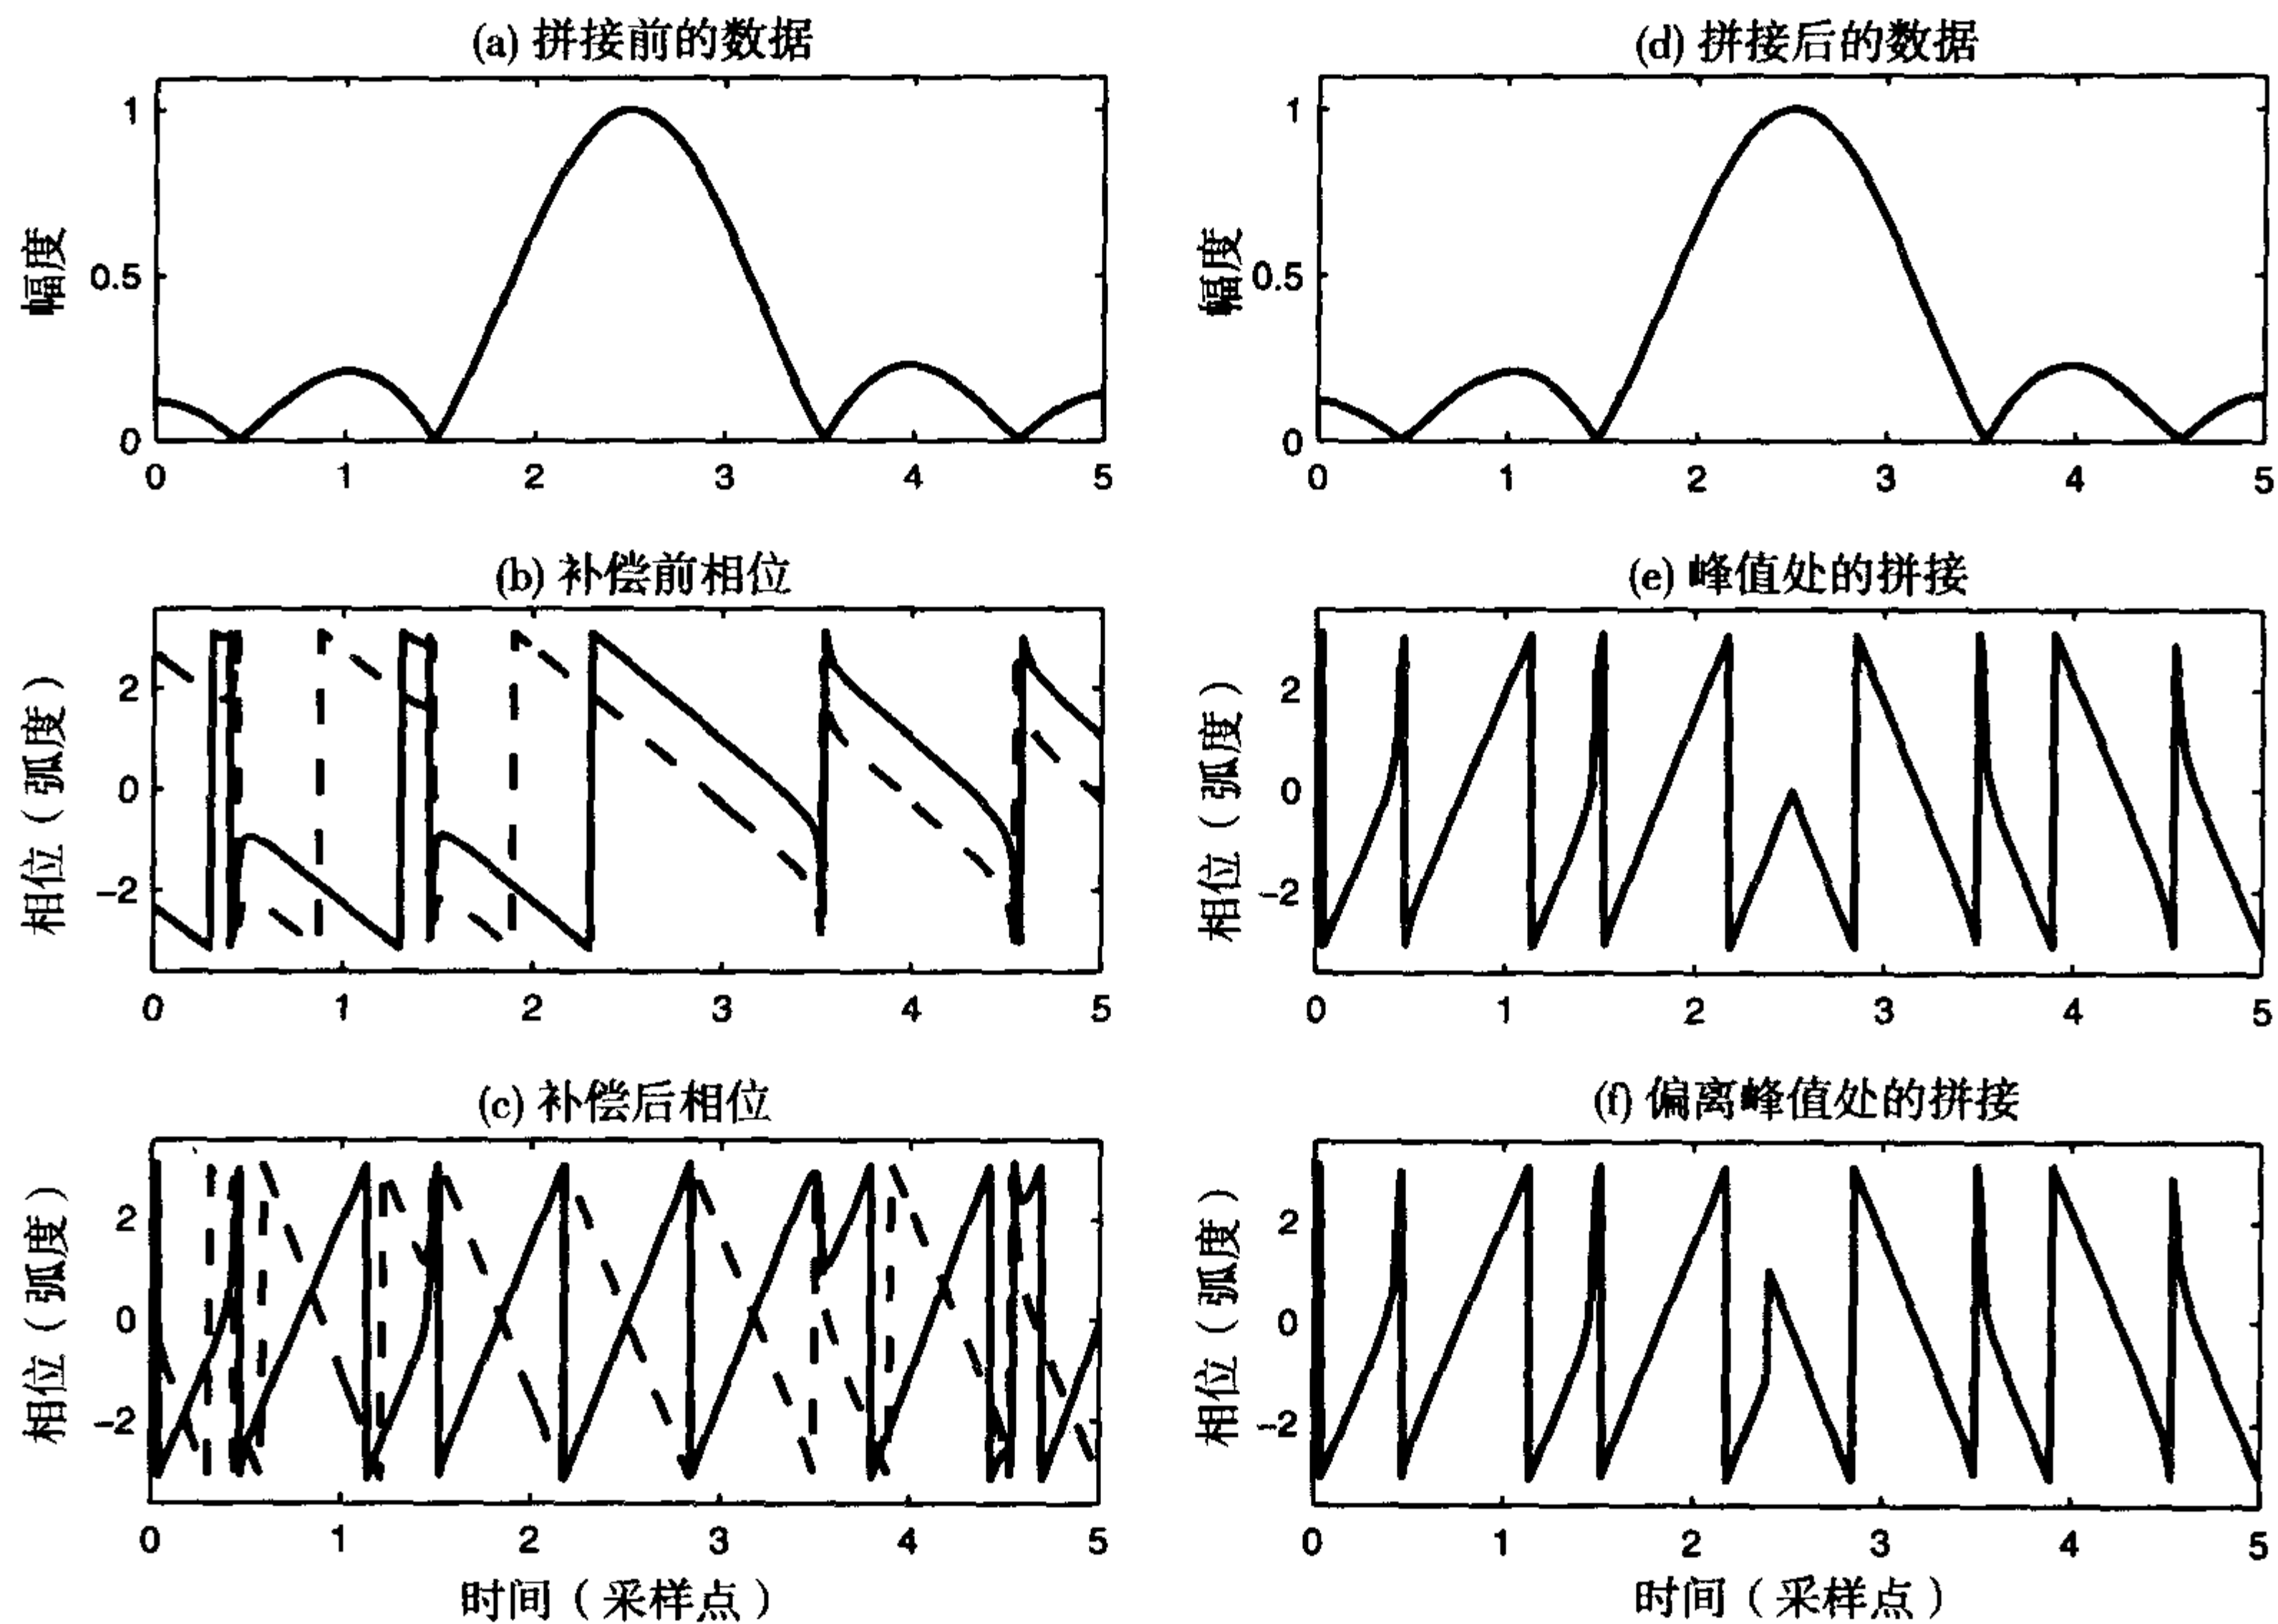 (a) 拼接前的数据
幅度
1
0.5
0
0 1 2 3 4 5
(b) 补偿前相位
相位（弧度）
2
0
-2
0 1 2 3 4 5
(c) 补偿后相位
相位（弧度）
2
0
-2
0 1 2 3 4 5
时间（采样点）
(d) 拼接后的数据
幅度
1
0.5
0
0 1 2 3 4 5
(e) 峰值处的拼接
相位（弧度）
2
0
-2
0 1 2 3 4 5
(f) 偏离峰值处的拼接
相位（弧度）
2
0
-2
0 1 2 3 4 5
时间（采样点）